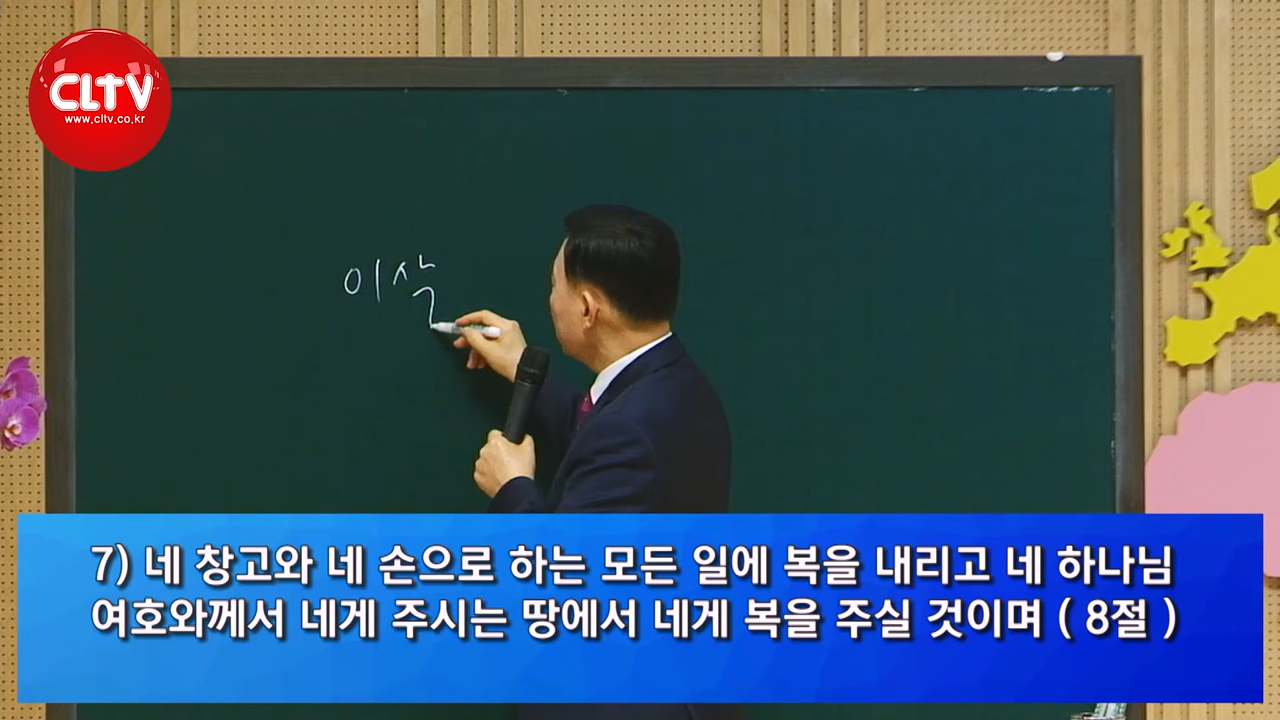 CLTV
www.cltv.co.kr
이살
7) 네 창고와 네 손으로 하는 모든 일에 복을 내리고 네 하나님
여호와께서 네게 주시는 땅에서 네게 복을 주실 것이며 ( 8절 )